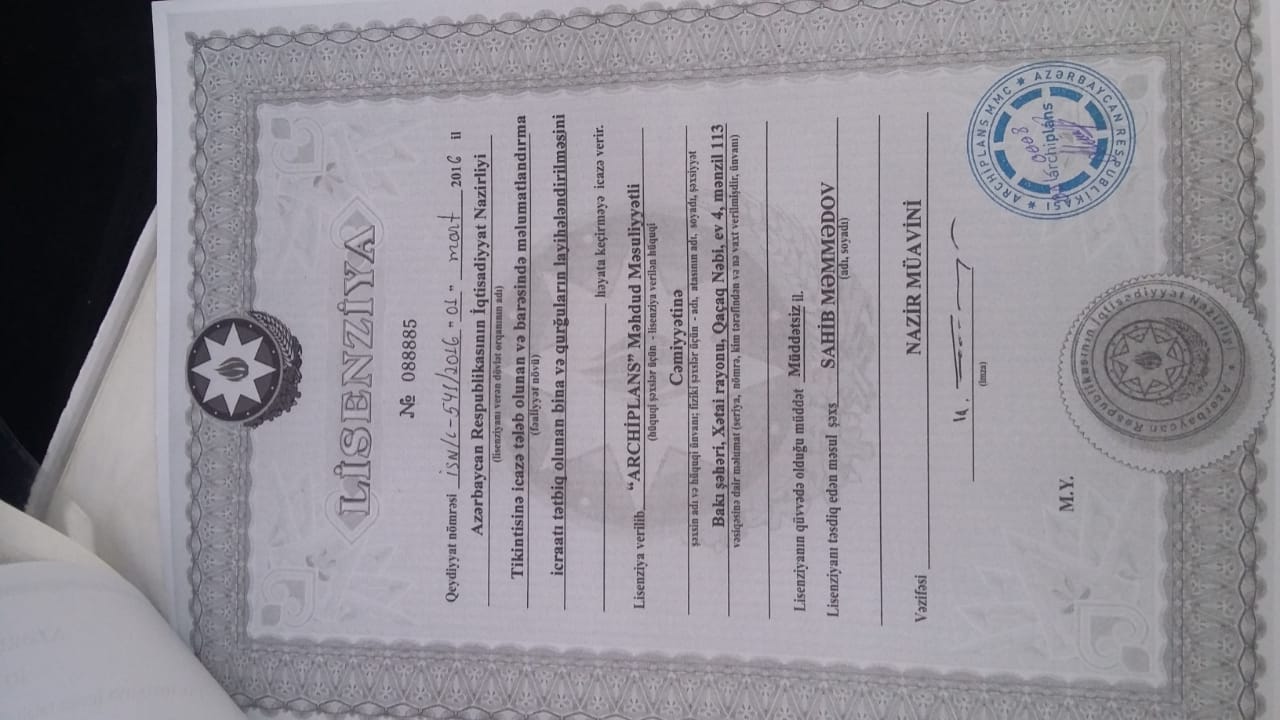 LİSENZİYA
№ 088885
Qeydiyyat nömrəsi İSN/L-541/2016 "01" mart 2016 il
Azərbaycan Respublikasının İqtisadiyyat Nazirliyi
(lisenziyanı verən dövlət orqanının adı)
Tikintisinə icazə tələb olunan və barəsində məlumatlandırma
(fəaliyyət növü)
icraatı tətbiq olunan bina və qurğuların layihələndirilməsini
həyata keçirməyə icazə verir.
Lisenziya verilib "ARCHİPLANS" Məhdud Məsuliyyətli
(hüquqi şəxslər üçün - lisenziya verilən hüquqi
Cəmiyyətinə
şəxsin adı və hüquqi ünvanı; fiziki şəxslər üçün - adı, atasının adı, soyadı, şəxsiyyət
Bakı şəhəri, Xətai rayonu, Qaçaq Nəbi, ev 4, mənzil 113
vəsiqəsinə dair məlumat (seriya, nömrə, kim tərəfindən və nə vaxt verilmişdir, ünvanı)
Lisenziyanın qüvvədə olduğu müddət Müddətsiz il.
Lisenziyanı təsdiq edən məsul şəxs SAHİB MƏMMƏDOV
(adı, soyadı)
Vəzifəsi NAZİR MÜAVİNİ
(imza)
M.Y.
Azərbaycan Respublikasının İqtisadiyyat Nazirliyi
ARCHIPLANS MMC * AZƏRBAYCAN RESPUBLİKASI *
archiplans